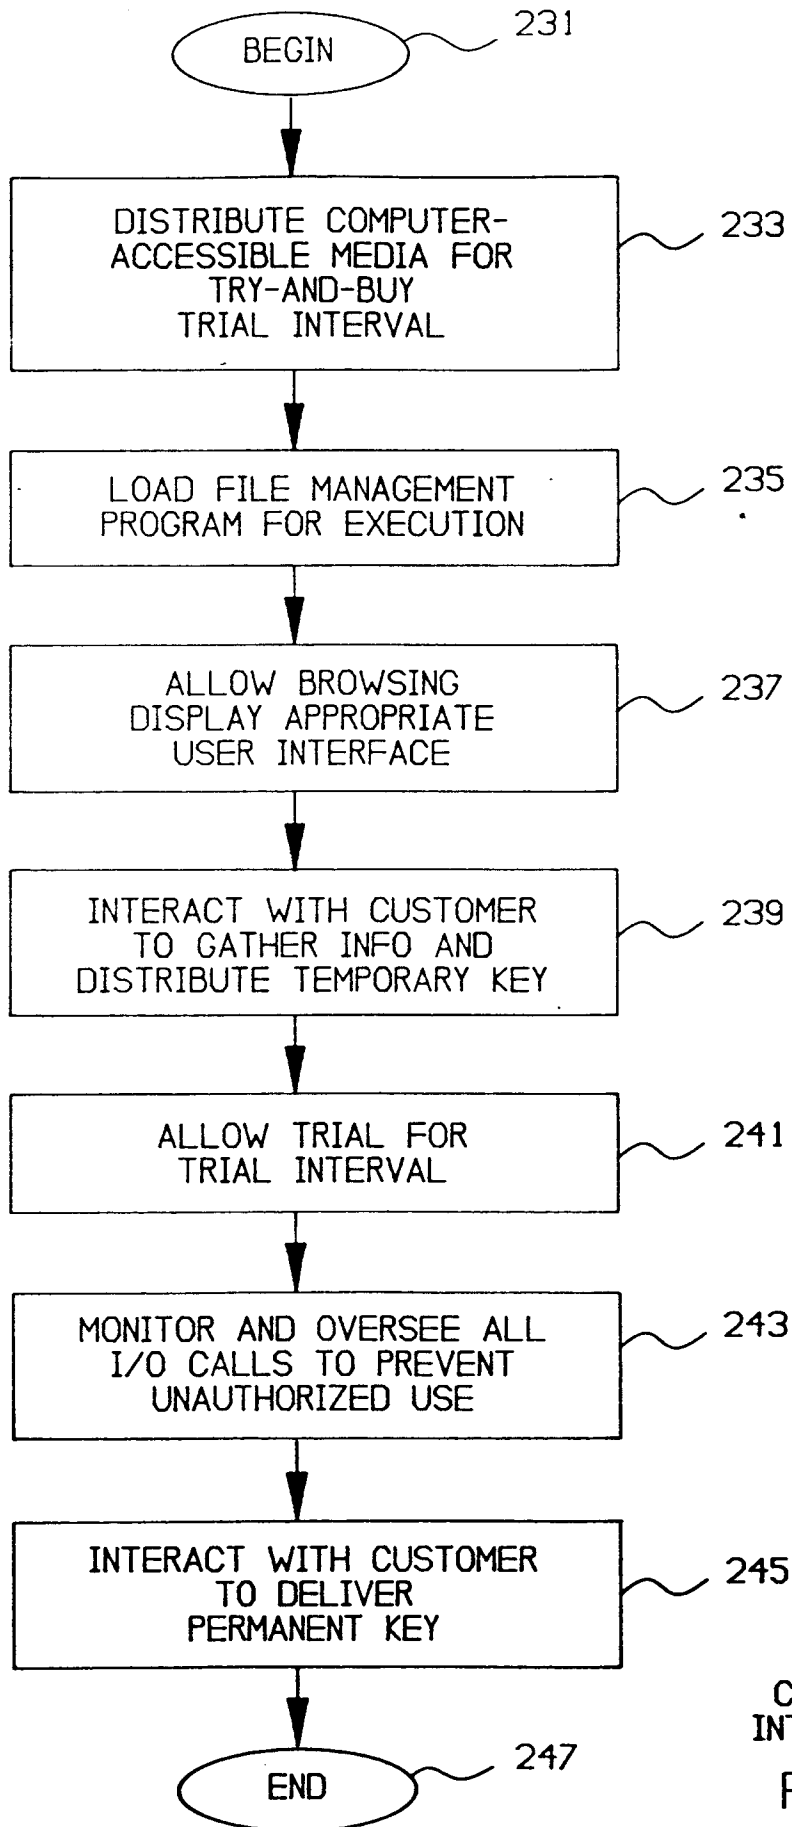 BEGIN
231
DISTRIBUTE COMPUTER-
ACCESSIBLE MEDIA FOR
TRY-AND-BUY
TRIAL INTERVAL
233
LOAD FILE MANAGEMENT
PROGRAM FOR EXECUTION
235
ALLOW BROWSING
DISPLAY APPROPRIATE
USER INTERFACE
237
INTERACT WITH CUSTOMER
TO GATHER INFO AND
DISTRIBUTE TEMPORARY KEY
239
ALLOW TRIAL FOR
TRIAL INTERVAL
241
MONITOR AND OVERSEE ALL
I/O CALLS TO PREVENT
UNAUTHORIZED USE
243
INTERACT WITH CUSTOMER
TO DELIVER
PERMANENT KEY
245
END
247